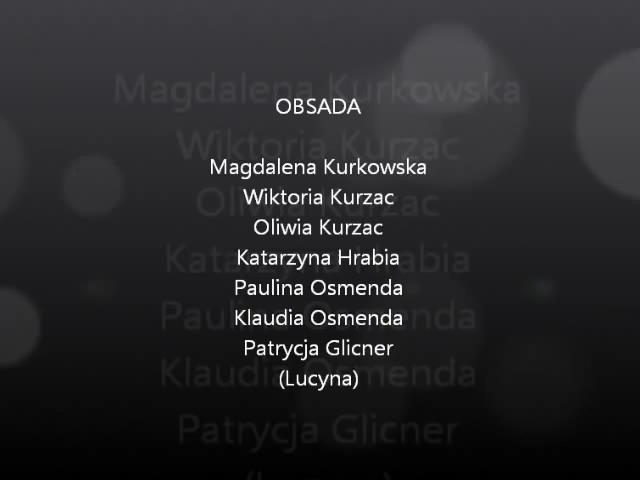 OBSADA
Magdalena Kurkowska
Wiktoria Kurzac
Oliwia Kurzac
Katarzyna Hrabia
Paulina Osmenda
Klaudia Osmenda
Patrycja Glicner
(Lucyna)